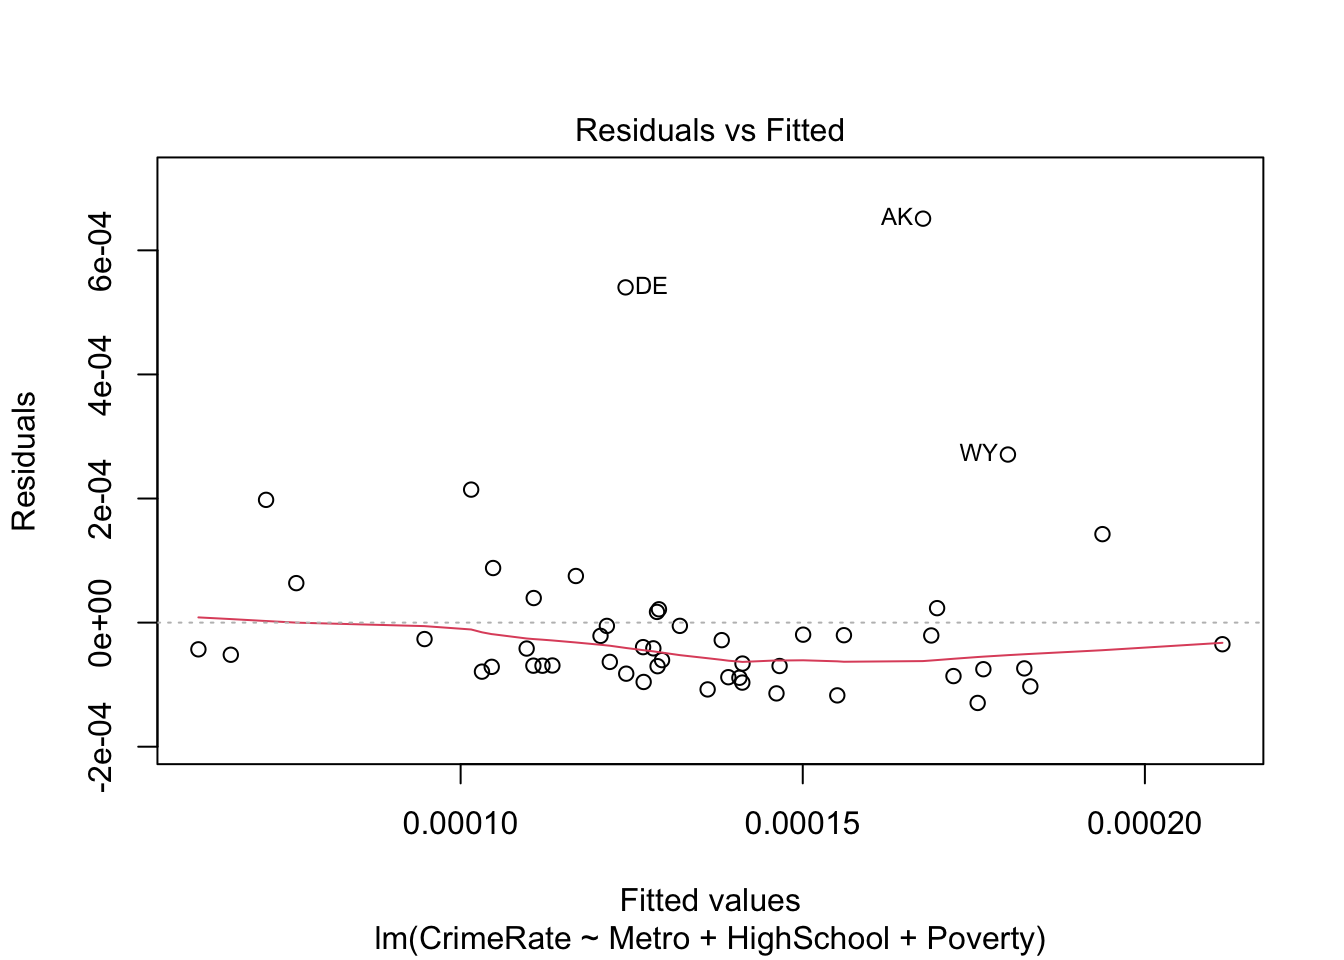 Residuals vs Fitted
Residuals
6e-04
4e-04
2e-04
0e+00
-2e-04
AK
DE
WY
0.00010 0.00015 0.00020
Fitted values
lm(CrimeRate ~ Metro + HighSchool + Poverty)